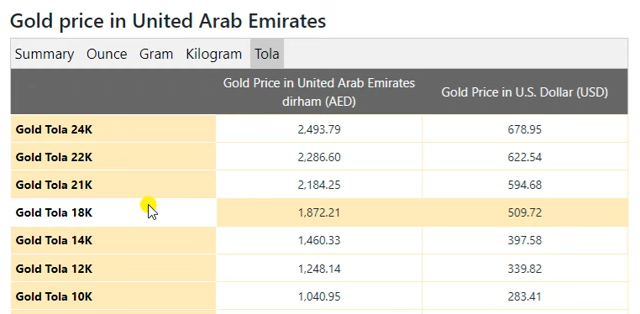 Gold price in United Arab Emirates
Summary Ounce Gram Kilogram Tola
Gold Price in United Arab Emirates
dirham (AED)
Gold Price in U.S. Dollar (USD)
Gold Tola 24K 2,493.79 678.95
Gold Tola 22K 2,286.60 622.54
Gold Tola 21K 2,184.25 594.68
Gold Tola 18K 1,872.21 509.72
Gold Tola 14K 1,460.33 397.58
Gold Tola 12K 1,248.14 339.82
Gold Tola 10K 1,040.95 283.41